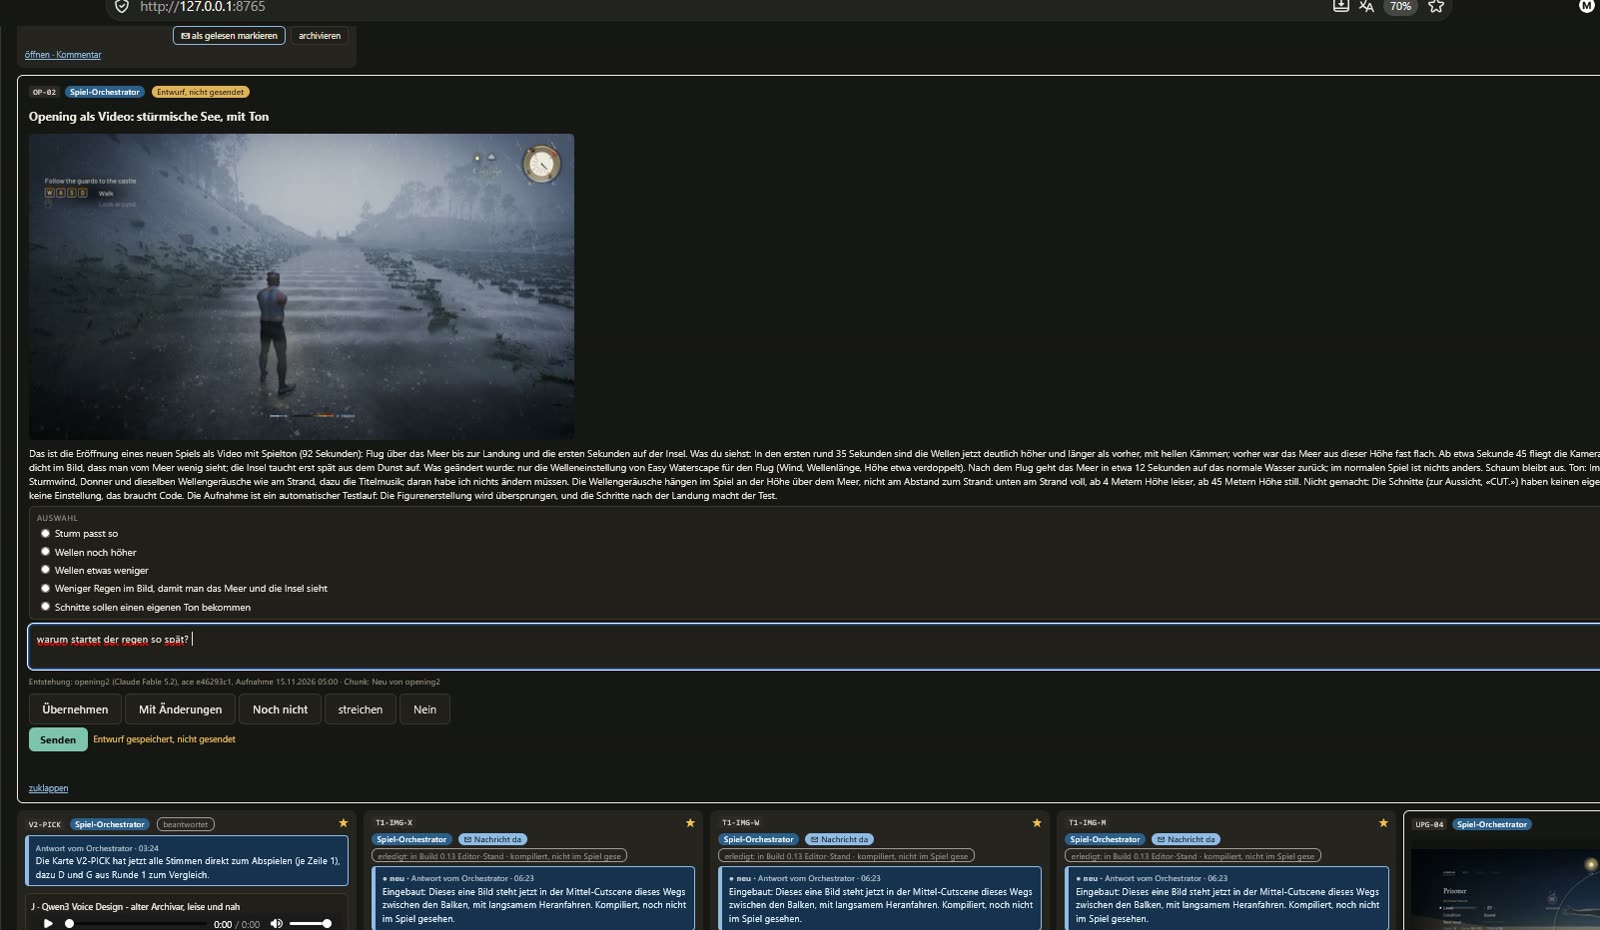 http://127.0.0.1:8765
70%
M
als gelesen markieren
archivieren
öffnen · Kommentar
OP-02 Spiel-Orchestrator Entwurf, nicht gesendet
Opening als Video: stürmische See, mit Ton
Follow the guards to the castle
W A S D Walk
Look around
Das ist die Eröffnung eines neuen Spiels als Video mit Spielton (92 Sekunden): Flug über das Meer bis zur Landung und die ersten Sekunden auf der Insel. Was du siehst: In den ersten rund 35 Sekunden sind die Wellen jetzt deutlich höher und länger als vorher, mit hellen Kämmen; vorher war das Meer aus dieser Höhe fast flach. Ab etwa Sekunde 45 fliegt die Kamera
dicht im Bild, dass man vom Meer wenig sieht; die Insel taucht erst spät aus dem Dunst auf. Was geändert wurde: nur die Welleneinstellung von Easy Waterscape für den Flug (Wind, Wellenlänge, Höhe etwa verdoppelt). Nach dem Flug geht das Meer in etwa 12 Sekunden auf das normale Wasser zurück; im normalen Spiel ist nichts anders. Schaum bleibt aus. Ton: Im
Sturmwind, Donner und dieselben Wellengeräusche wie am Strand, dazu die Titelmusik; daran habe ich nichts ändern müssen. Die Wellengeräusche hängen im Spiel an der Höhe über dem Meer, nicht am Abstand zum Strand: unten am Strand voll, ab 4 Metern Höhe leiser, ab 45 Metern Höhe still. Nicht gemacht: Die Schnitte (zur Aussicht, «CUT.») haben keinen eige
keine Einstellung, das braucht Code. Die Aufnahme ist ein automatischer Testlauf: Die Figurenerstellung wird übersprungen, und die Schritte nach der Landung macht der Test.
AUSWAHL
Sturm passt so
Wellen noch höher
Wellen etwas weniger
Weniger Regen im Bild, damit man das Meer und die Insel sieht
Schnitte sollen einen eigenen Ton bekommen
warum startet der regen so spät?
Entstehung: opening2 (Claude Fable 5.2), ace e46293c1, Aufnahme 15.11.2026 05:00 · Chunk: Neu von opening2
Übernehmen Mit Änderungen Noch nicht streichen Nein
Senden Entwurf gespeichert, nicht gesendet
zuklappen
V2-PICK Spiel-Orchestrator beantwortet
Antwort vom Orchestrator · 03:24
Die Karte V2-PICK hat jetzt alle Stimmen direkt zum Abspielen (je Zeile 1),
dazu D und G aus Runde 1 zum Vergleich.
J · Qwen3 Voice Design - alter Archivar, leise und nah
0:00 / 0:00
T1-IMG-X
Spiel-Orchestrator Nachricht da
erledigt: in Build 0.13 Editor-Stand · kompiliert, nicht im Spiel gese
• neu · Antwort vom Orchestrator · 06:23
Eingebaut: Dieses eine Bild steht jetzt in der Mittel-Cutscene dieses Wegs
zwischen den Balken, mit langsamem Heranfahren. Kompiliert, noch nicht
im Spiel gesehen.
T1-IMG-W
Spiel-Orchestrator Nachricht da
erledigt: in Build 0.13 Editor-Stand · kompiliert, nicht im Spiel gese
• neu · Antwort vom Orchestrator · 06:23
Eingebaut: Dieses eine Bild steht jetzt in der Mittel-Cutscene dieses Wegs
zwischen den Balken, mit langsamem Heranfahren. Kompiliert, noch nicht
im Spiel gesehen.
T1-IMG-M
Spiel-Orchestrator Nachricht da
erledigt: in Build 0.13 Editor-Stand · kompiliert, nicht im Spiel gese
• neu · Antwort vom Orchestrator · 06:23
Eingebaut: Dieses eine Bild steht jetzt in der Mittel-Cutscene dieses Wegs
zwischen den Balken, mit langsamem Heranfahren. Kompiliert, noch nicht
im Spiel gesehen.
UPG-04 Spiel-Orchestrator
Prisoner